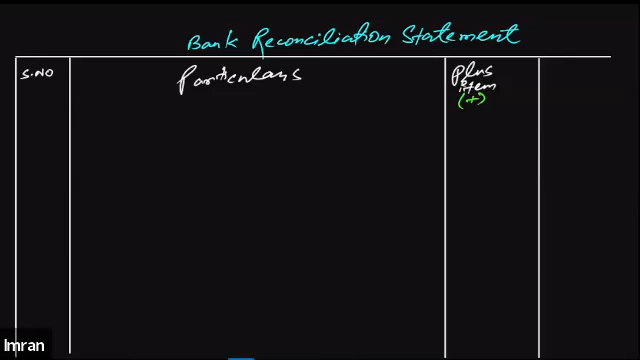 Bank Reconciliation Statement
S.NO
Particulars
Plus
item
(+)
Imran